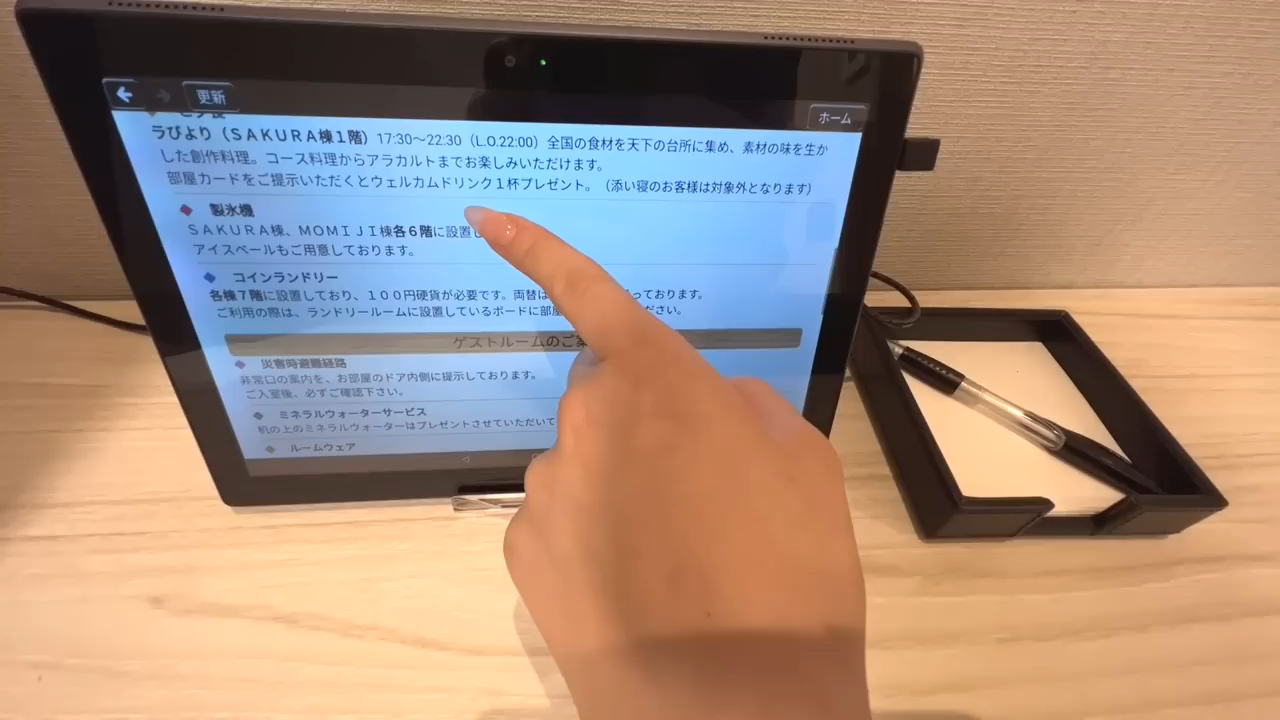 更新
ホーム
らびより（ＳＡＫＵＲＡ棟１階）17:30～22:30（L.O.22:00）全国の食材を天下の台所に集め、素材の味を生か
した創作料理。コース料理からアラカルトまでお楽しみいただけます。
部屋カードをご提示いただくとウェルカムドリンク１杯プレゼント。（添い寝のお客様は対象外となります）
製氷機
ＳＡＫＵＲＡ棟、ＭＯＭＩＪＩ棟各６階に設置し
アイスペールもご用意しております。
コインランドリー
各棟７階に設置しており、１００円硬貨が必要です。両替は
っております。
ご利用の際は、ランドリールームに設置しているボードに部屋
ださい。
ゲストルームのご案
災害時避難経路
非常口の案内を、お部屋のドア内側に提示しております。
ご入室後、必ずご確認下さい。
ミネラルウォーターサービス
机の上のミネラルウォーターはプレゼントさせていただいて
ルームウェア